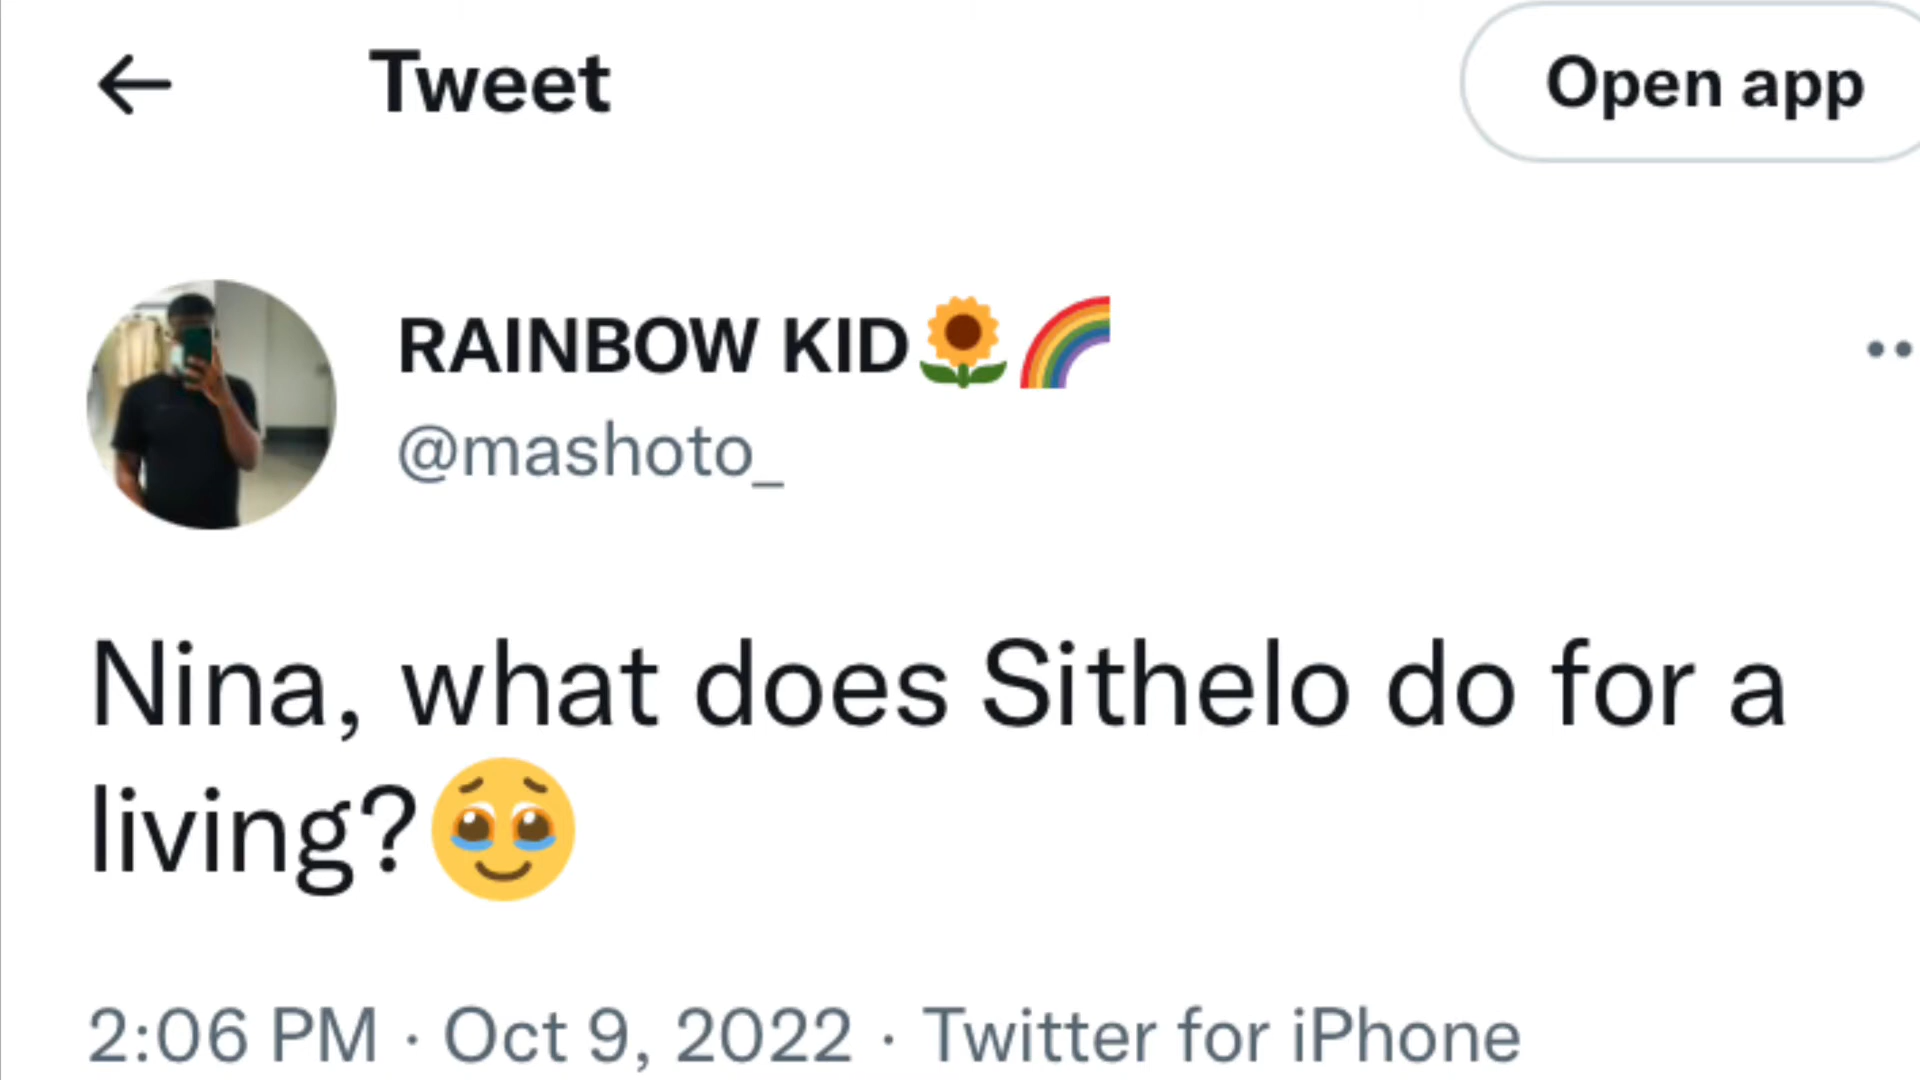 Tweet
Open app
RAINBOW KID🌻🌈
@mashoto_
Nina, what does Sithelo do for a
living?🥹
2:06 PM · Oct 9, 2022 · Twitter for iPhone